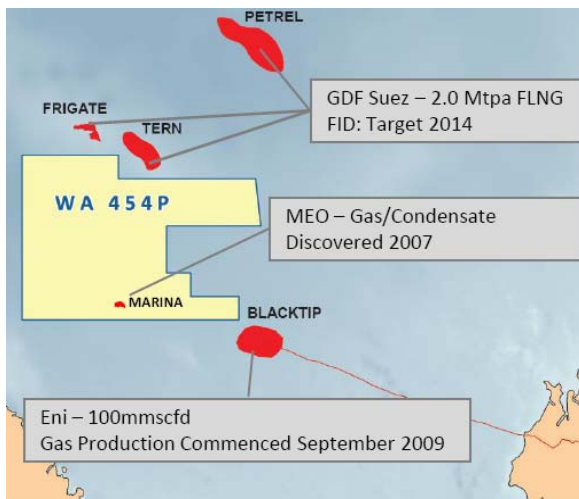 PETREL
GDF Suez – 2.0 Mtpa FLNG
FID: Target 2014
FRIGATE
TERN
WA 454P
MEO – Gas/Condensate
Discovered 2007
MARINA
BLACKTIP
Eni – 100mmscfd
Gas Production Commenced September 2009